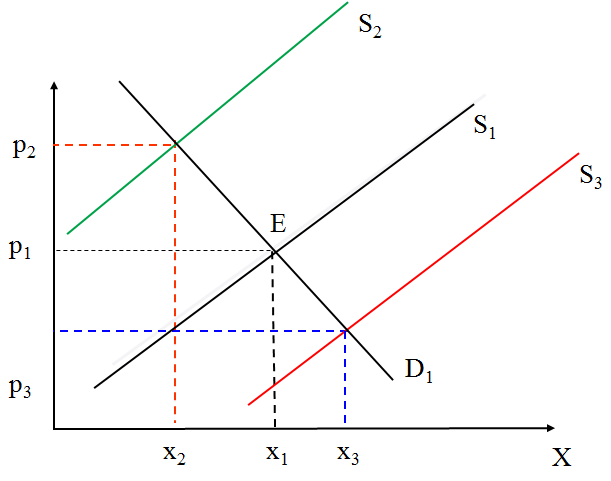 S₂
p₂
S₁
S₃
E
p₁
D₁
p₃
x₂
x₁
x₃
X